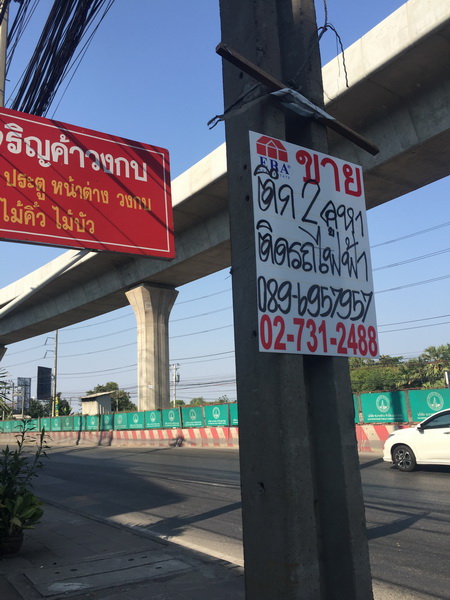 จริญค้าวงกบ
ประตู หน้าต่าง วงกบ
ไม้คิ้ว ไม้บัว
ERA
ขาย
ตึก 2 คูหา
ติดรถไฟฟ้า
089-6957957
02-731-2488